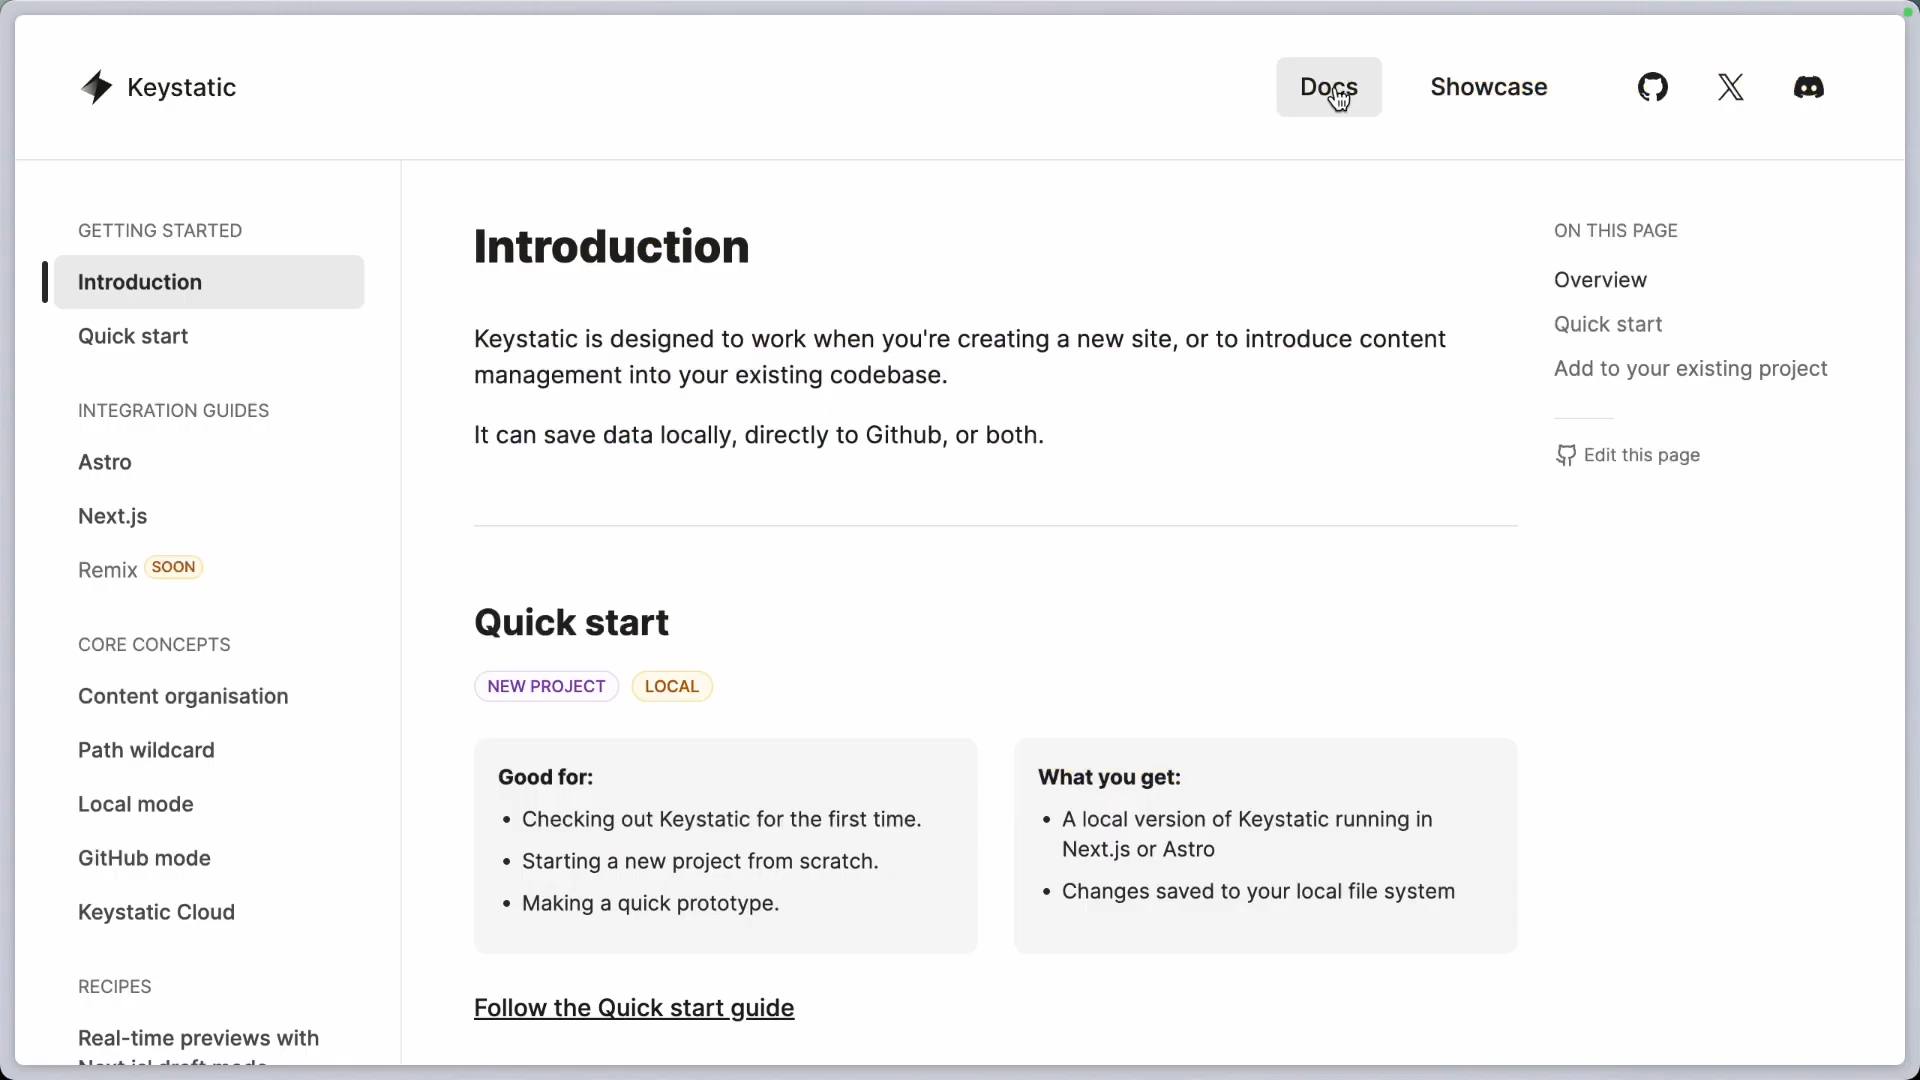 Keystatic
Docs
Showcase
GETTING STARTED
Introduction
Quick start
INTEGRATION GUIDES
Astro
Next.js
Remix SOON
CORE CONCEPTS
Content organisation
Path wildcard
Local mode
GitHub mode
Keystatic Cloud
RECIPES
Real-time previews with
Next.js' draft mode
Introduction
Keystatic is designed to work when you're creating a new site, or to introduce content
management into your existing codebase.
It can save data locally, directly to Github, or both.
Quick start
NEW PROJECT LOCAL
Good for:
• Checking out Keystatic for the first time.
• Starting a new project from scratch.
• Making a quick prototype.
What you get:
• A local version of Keystatic running in
Next.js or Astro
• Changes saved to your local file system
Follow the Quick start guide
ON THIS PAGE
Overview
Quick start
Add to your existing project
Edit this page